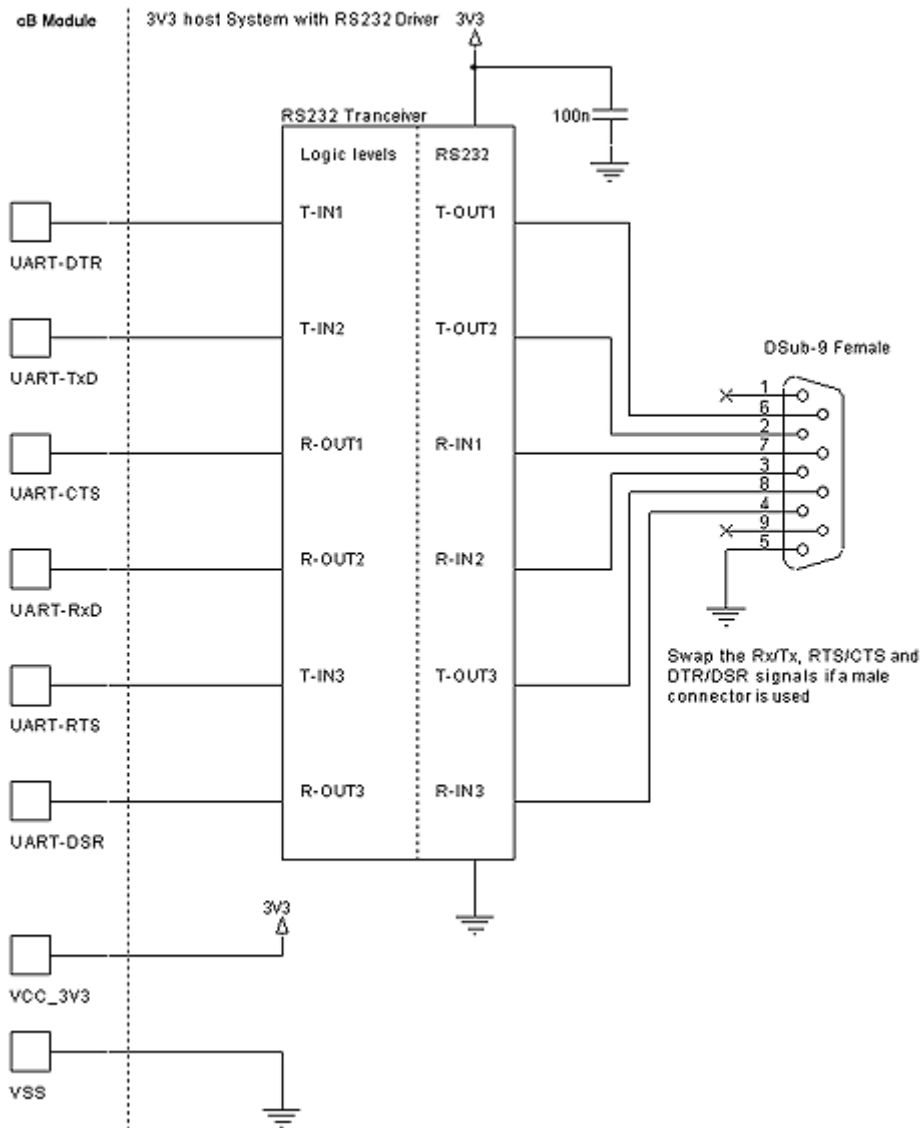 cB Module
3V3 host System with RS232 Driver
3V3
100n
RS232 Tranceiver
Logic levels
RS232
T-IN1
T-OUT1
UART-DTR
T-IN2
T-OUT2
UART-TxD
R-OUT1
R-IN1
UART-CTS
R-OUT2
R-IN2
UART-RxD
T-IN3
T-OUT3
UART-RTS
R-OUT3
R-IN3
UART-DSR
DSub-9 Female
1
6
2
7
3
8
4
9
5
Swap the Rx/Tx, RTS/CTS and
DTR/DSR signals if a male
connector is used
3V3
VCC_3V3
VSS